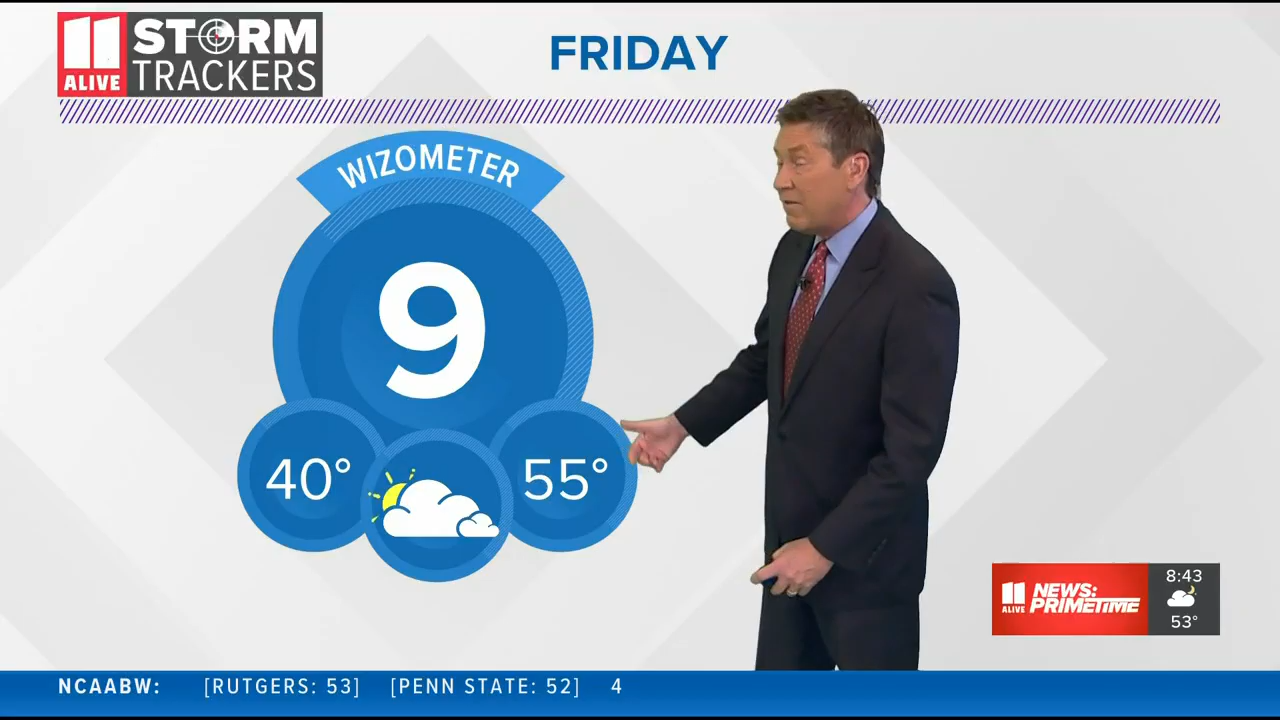 11
ALIVE
STORM
TRACKERS
FRIDAY
WIZOMETER
9
40°
55°
11
ALIVE
NEWS:
PRIMETIME
8:43
53°
NCAABW: [RUTGERS: 53] [PENN STATE: 52] 4